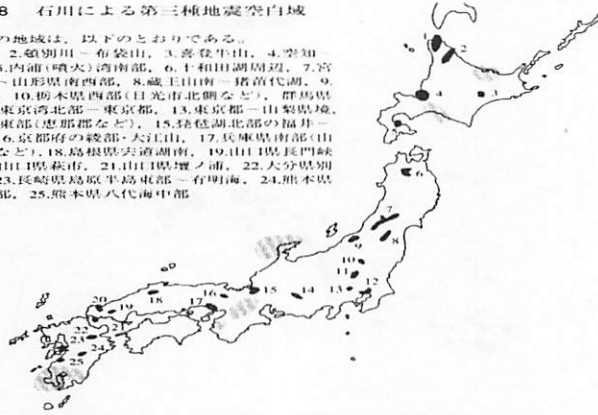 8 石川による第三種地震空白域
の地域は，以下のとおりである。
2.頓別川－布袋山，3.喜登牛山，4.空知－
5.内浦(噴火)湾南部，6.十和田湖周辺，7.宮
－山形県南西部，8.蔵王山南－猪苗代湖，9.
10.栃木県西部(日光市北側など)，群馬県
東京湾北部－東京都，13.東京都－山梨県境，
東部(恵那郡など)，15.琵琶湖北部の福井－
6.京都府の綾部・大江山，17.兵庫県南部(山
など)，18.島根県宍道湖南，19.山口県長門峡
山口県萩市，21.山口県壇ノ浦，22.大分県別
23.長崎県島原半島東部－有明海，24.熊本県
部，25.熊本県八代海中部
1
2
3
4
6
7
8
9
10
11
12
13
14
15
16
17
18
19
20
21
22
23
24
25